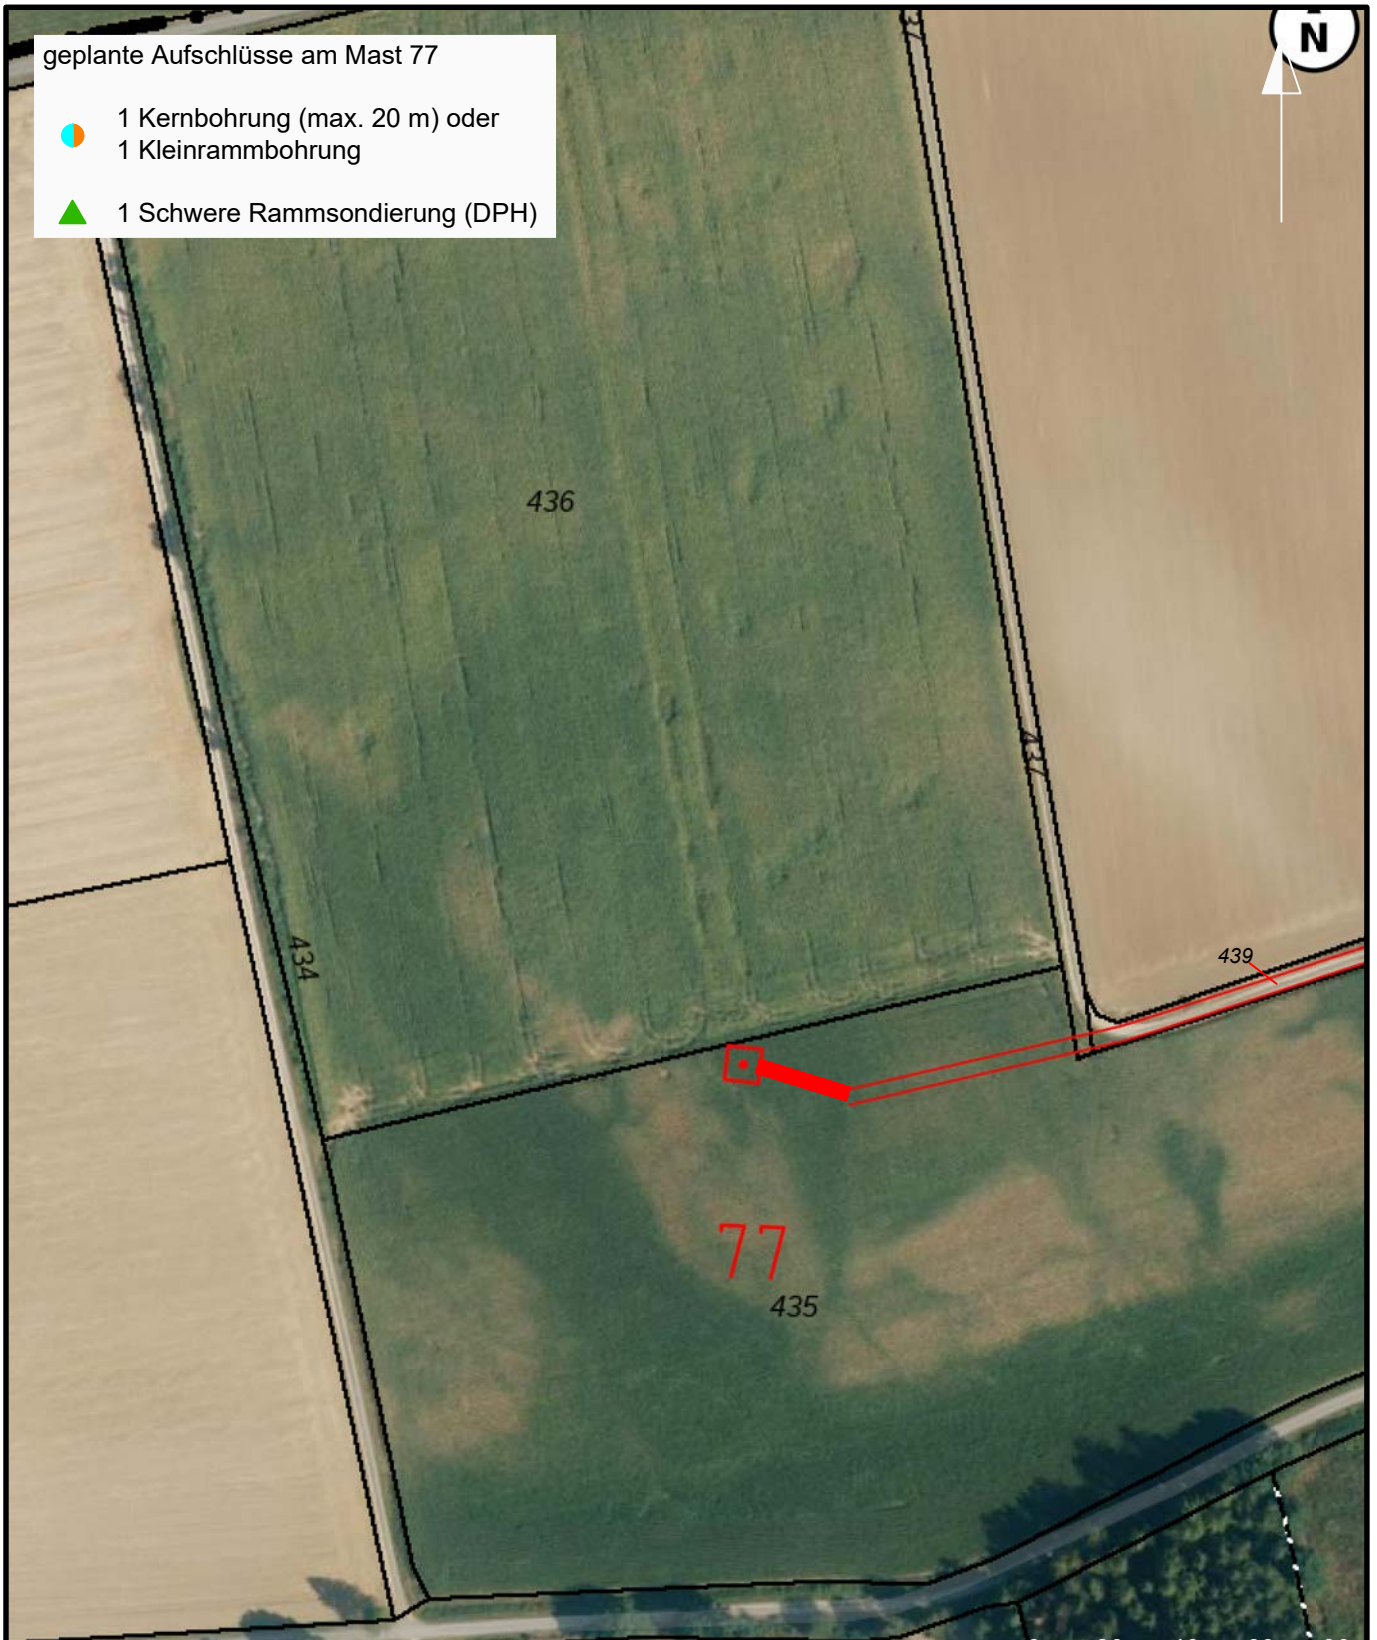 geplante Aufschlüsse am Mast 77
1 Kernbohrung (max. 20 m) oder
1 Kleinrammbohrung
1 Schwere Rammsondierung (DPH)
N
436
437
434
439
77
435